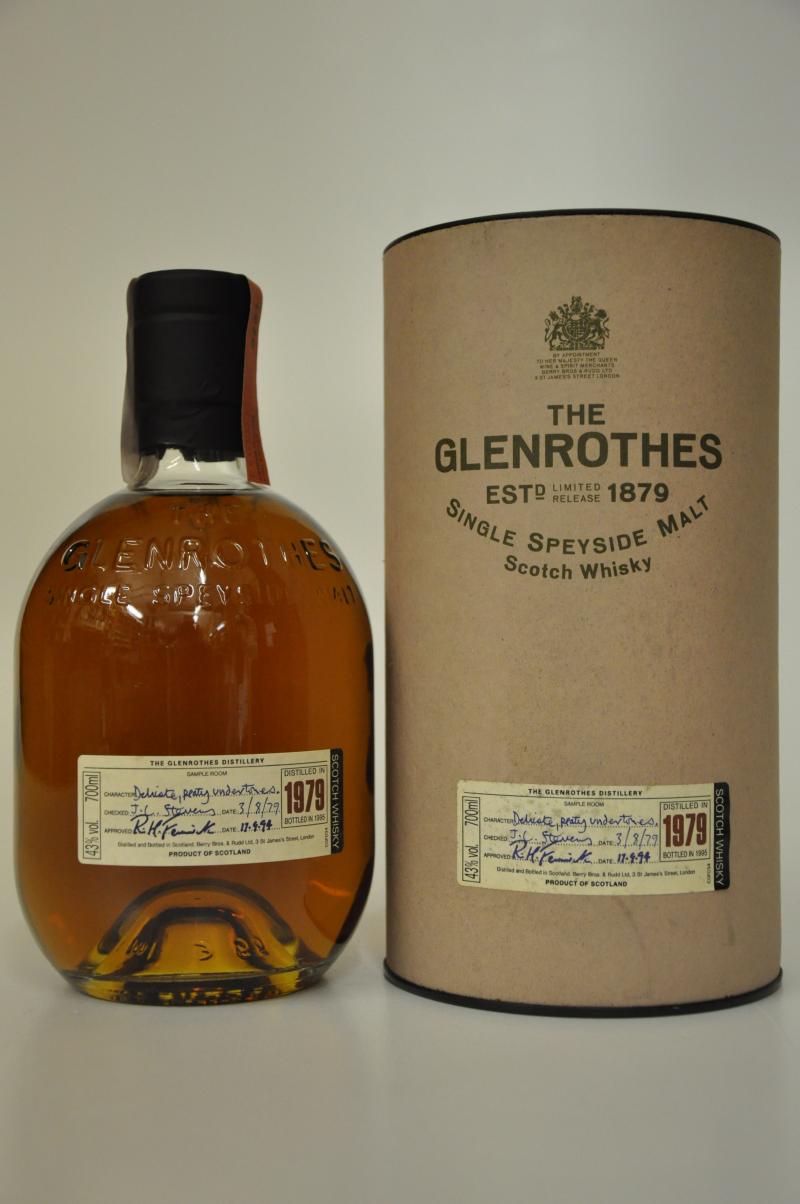 THE
GLENROTHES
SINGLE SPEYSIDE MALT
THE GLENROTHES DISTILLERY
SAMPLE ROOM
CHARACTER Delicate, peaty undertones.
CHECKED J.L. Stevens DATE: 3/8/79
APPROVED R.H. Fenwick DATE: 17.9.94
DISTILLED IN
1979
BOTTLED IN 1995
Distilled and Bottled in Scotland. Berry Bros. & Rudd Ltd, 3 St James's Street, London
PRODUCT OF SCOTLAND
43% vol. 700ml
SCOTCH WHISKY
BY APPOINTMENT
TO HER MAJESTY THE QUEEN
WINE & SPIRIT MERCHANTS
BERRY BROS & RUDD LTD
3 ST JAMES'S STREET LONDON
THE
GLENROTHES
ESTD LIMITED RELEASE 1879
SINGLE SPEYSIDE MALT
Scotch Whisky
THE GLENROTHES DISTILLERY
SAMPLE ROOM
CHARACTER Delicate, peaty undertones.
CHECKED J.L. Stevens DATE: 3/8/79
APPROVED R.H. Fenwick DATE: 17.9.94
DISTILLED IN
1979
BOTTLED IN 1995
Distilled and Bottled in Scotland. Berry Bros. & Rudd Ltd, 3 St James's Street, London
PRODUCT OF SCOTLAND
43% vol. 700ml
SCOTCH WHISKY